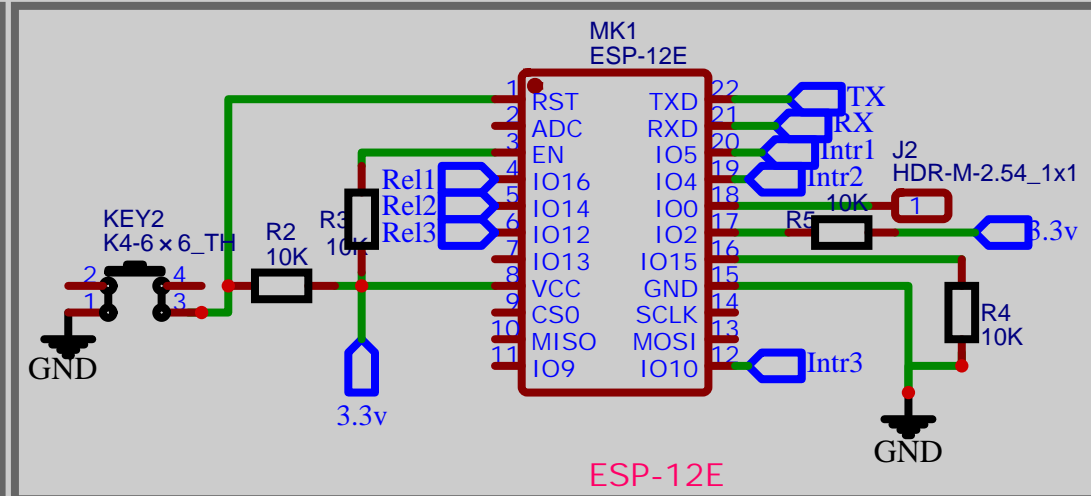 MK1
ESP-12E
1 RST TXD 22 TX
2 ADC RXD 21 RX
3 EN IO5 20 Intr1
Rel1 4 IO16 IO4 19 Intr2
Rel2 5 IO14 IO0 18
Rel3 6 IO12 IO2 17
7 IO13 IO15 16
8 VCC GND 15
9 CS0 SCLK 14
10 MISO MOSI 13
11 IO9 IO10 12 Intr3
J2
HDR-M-2.54_1x1
1
R5 10K
3.3v
R3
10K
KEY2
K4-6×6_TH
R2
10K
2 4
1 3
GND
3.3v
R4
10K
GND
ESP-12E